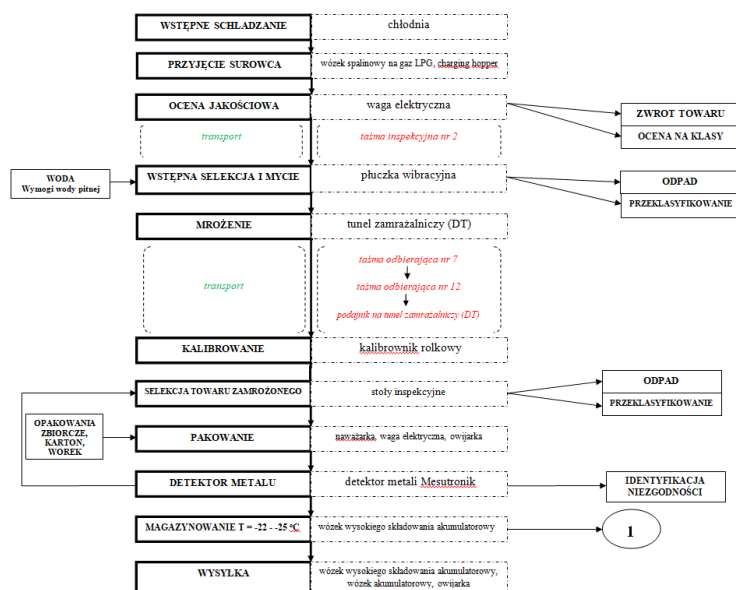 WSTĘPNE SCHŁADZANIE
chłodnia
PRZYJĘCIE SUROWCA
wózek spalinowy na gaz LPG, charging hopper
OCENA JAKOŚCIOWA
waga elektryczna
ZWROT TOWARU
OCENA NA KLASY
transport
taśma inspekcyjna nr 2
WODA
Wymogi wody pitnej
WSTĘPNA SELEKCJA I MYCIE
płuczka wibracyjna
ODPAD
PRZEKLASYFIKOWANIE
MROŻENIE
tunel zamrażalniczy (DT)
transport
taśma odbierająca nr 7
taśma odbierająca nr 12
podajnik na tunel zamrażalniczy (DT)
KALIBROWANIE
kalibrownik rolkowy
SELEKCJA TOWARU ZAMROŻONEGO
stoły inspekcyjne
ODPAD
PRZEKLASYFIKOWANIE
OPAKOWANIA
ZBIORCZE,
KARTON,
WOREK
PAKOWANIE
naważarka, waga elektryczna, owijarka
DETEKTOR METALU
detektor metali Mesutronik
IDENTYFIKACJA
NIEZGODNOŚCI
MAGAZYNOWANIE T = -22 - -25 °C
wózek wysokiego składowania akumulatorowy
1
WYSYŁKA
wózek wysokiego składowania akumulatorowy,
wózek akumulatorowy, owijarka